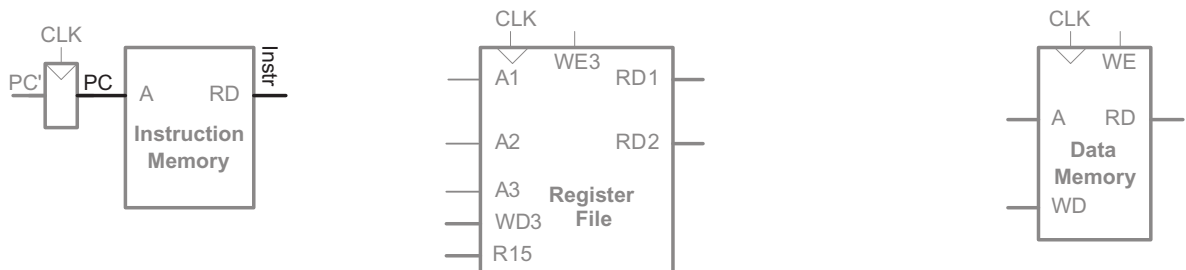 CLK
PC'
PC
A
RD
Instruction
Memory
Instr
CLK
WE3
A1
RD1
A2
RD2
A3
WD3
R15
Register
File
CLK
WE
A
RD
Data
Memory
WD